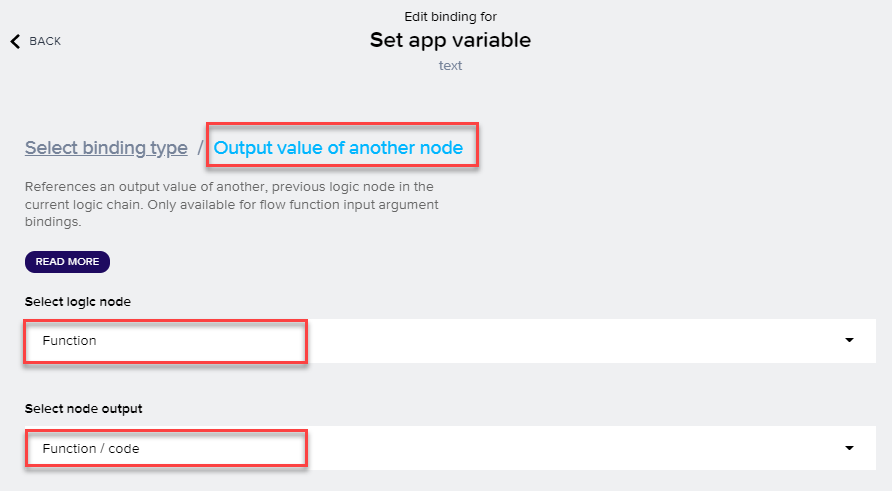 Edit binding for
BACK
Set app variable
text
Select binding type / Output value of another node
References an output value of another, previous logic node in the
current logic chain. Only available for flow function input argument
bindings.
READ MORE
Select logic node
Function
Select node output
Function / code